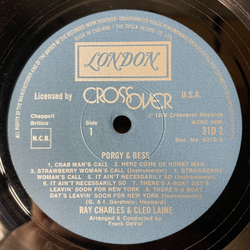 LONDON
Licensed by
CROSSOVER
U.S.A.
Chappell
Britico
Side
1
N.C.B.
3TD 2
PORGY & BESS
1. CRAB MAN'S CALL · 2. HERE COME DE HONEY MAN
3. STRAWBERRY WOMAN'S CALL (Instrumental) 3. STRAWBERRY
WOMAN'S CALL · 4. IT AIN'T NECESSARILY SO (Instrumental)
5. IT AIN'T NECESSARILY SO · 6. THERE'S A BOAT DAT'S
LEAVIN' SOON FOR NEW YORK (Instrumental) · 7. THERE'S A BOAT
DAT'S LEAVIN' SOON FOR NEW YORK
(G. & I. Gershwin, Heyward)
RAY CHARLES & CLEO LAINE
Arranged & Conducted by
Frank DeVol